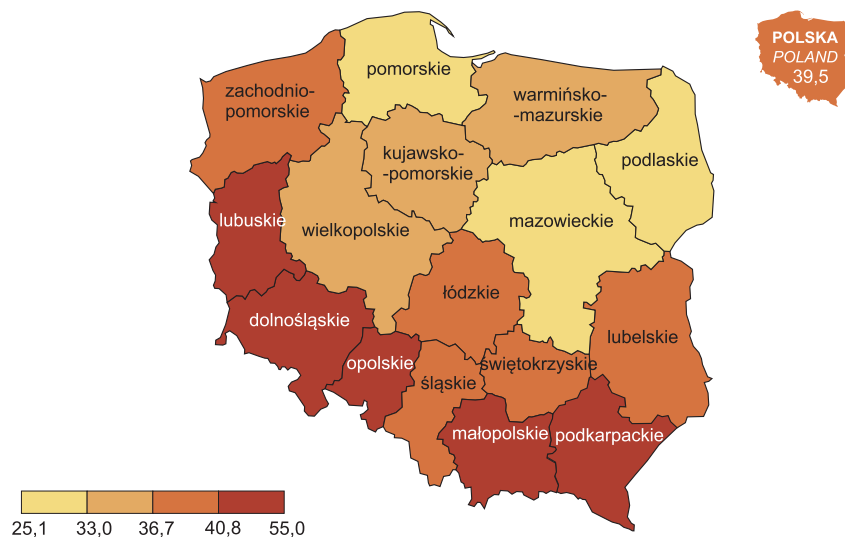 POLSKA
POLAND
39,5
pomorskie
zachodnio-
pomorskie
warmińsko-
-mazurskie
kujawsko-
-pomorskie
podlaskie
lubuskie
wielkopolskie
mazowieckie
łódzkie
dolnośląskie
lubelskie
opolskie
śląskie
świętokrzyskie
małopolskie
podkarpackie
25,1 33,0 36,7 40,8 55,0